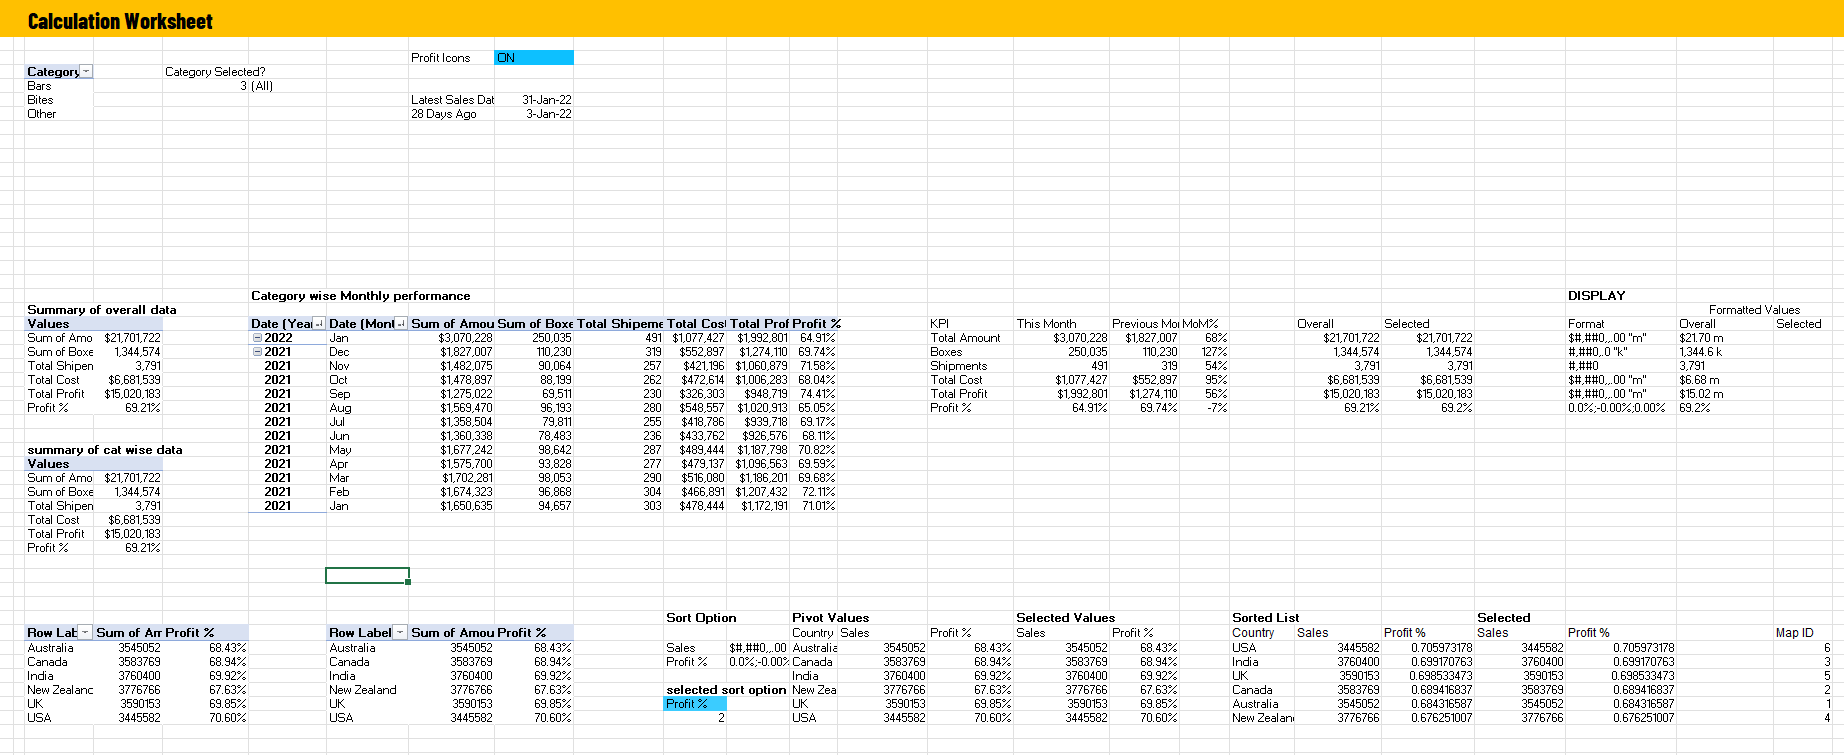 Calculation Worksheet
Profit Icons ON
Category Category Selected?
Bars 3 (All)
Bites Latest Sales Dat 31-Jan-22
Other 28 Days Ago 3-Jan-22
Category wise Monthly performance DISPLAY
Summary of overall data Formatted Values
Values Date (Year Date (Mont Sum of Amou Sum of Boxe Total Shipeme Total Cos Total Prof Profit % KPI This Month Previous Mon MoM% Overall Selected Format Overall Selected
Sum of Amo $21,701,722 2022 Jan $3,070,228 250,035 491 $1,077,427 $1,992,801 64.91% Total Amount $3,070,228 $1,827,007 68% $21,701,722 $21,701,722 $#,##0,,.00 "m" $21.70 m
Sum of Boxe 1,344,574 2021 Dec $1,827,007 110,230 319 $552,897 $1,274,110 69.74% Boxes 250,035 110,230 127% 1,344,574 1,344,574 #,##0,.0 "k" 1,344.6 k
Total Shipen 3,791 2021 Nov $1,482,075 90,064 257 $421,196 $1,060,879 71.58% Shipments 491 319 54% 3,791 3,791 #,##0 3,791
Total Cost $6,681,539 2021 Oct $1,478,897 88,199 262 $472,614 $1,006,283 68.04% Total Cost $1,077,427 $552,897 95% $6,681,539 $6,681,539 $#,##0,,.00 "m" $6.68 m
Total Profit $15,020,183 2021 Sep $1,275,022 69,511 230 $326,303 $948,719 74.41% Total Profit $1,992,801 $1,274,110 56% $15,020,183 $15,020,183 $#,##0,,.00 "m" $15.02 m
Profit % 69.21% 2021 Aug $1,569,470 96,193 280 $548,557 $1,020,913 65.05% Profit % 64.91% 69.74% -7% 69.21% 69.2% 0.0%;-0.00%;0.00% 69.2%
2021 Jul $1,358,504 79,811 255 $418,786 $939,718 69.17%
2021 Jun $1,360,338 78,483 236 $433,762 $926,576 68.11%
summary of cat wise data 2021 May $1,677,242 98,642 287 $489,444 $1,187,798 70.82%
Values 2021 Apr $1,575,700 93,828 277 $479,137 $1,096,563 69.59%
Sum of Amo $21,701,722 2021 Mar $1,702,281 98,053 290 $516,080 $1,186,201 69.68%
Sum of Boxe 1,344,574 2021 Feb $1,674,323 96,868 304 $466,891 $1,207,432 72.11%
Total Shipen 3,791 2021 Jan $1,650,635 94,657 303 $478,444 $1,172,191 71.01%
Total Cost $6,681,539
Total Profit $15,020,183
Profit % 69.21%
Sort Option Pivot Values Selected Values Sorted List Selected
Row Lab Sum of Am Profit % Row Label Sum of Amou Profit % Country Sales Profit % Sales Profit % Country Sales Profit % Sales Profit % Map ID
Australia 3545052 68.43% Australia 3545052 68.43% Sales $#,##0,,.00 Australia 3545052 68.43% 3545052 68.43% USA 3445582 0.705973178 3445582 0.705973178 6
Canada 3583769 68.94% Canada 3583769 68.94% Profit % 0.0%;-0.00% Canada 3583769 68.94% 3583769 68.94% India 3760400 0.699170763 3760400 0.699170763 3
India 3760400 69.92% India 3760400 69.92% India 3760400 69.92% 3760400 69.92% UK 3590153 0.698533473 3590153 0.698533473 5
New Zealanc 3776766 67.63% New Zealand 3776766 67.63% selected sort option New Zea 3776766 67.63% 3776766 67.63% Canada 3583769 0.689416837 3583769 0.689416837 2
UK 3590153 69.85% UK 3590153 69.85% Profit % UK 3590153 69.85% 3590153 69.85% Australia 3545052 0.684316587 3545052 0.684316587 1
USA 3445582 70.60% USA 3445582 70.60% 2 USA 3445582 70.60% 3445582 70.60% New Zealan 3776766 0.676251007 3776766 0.676251007 4